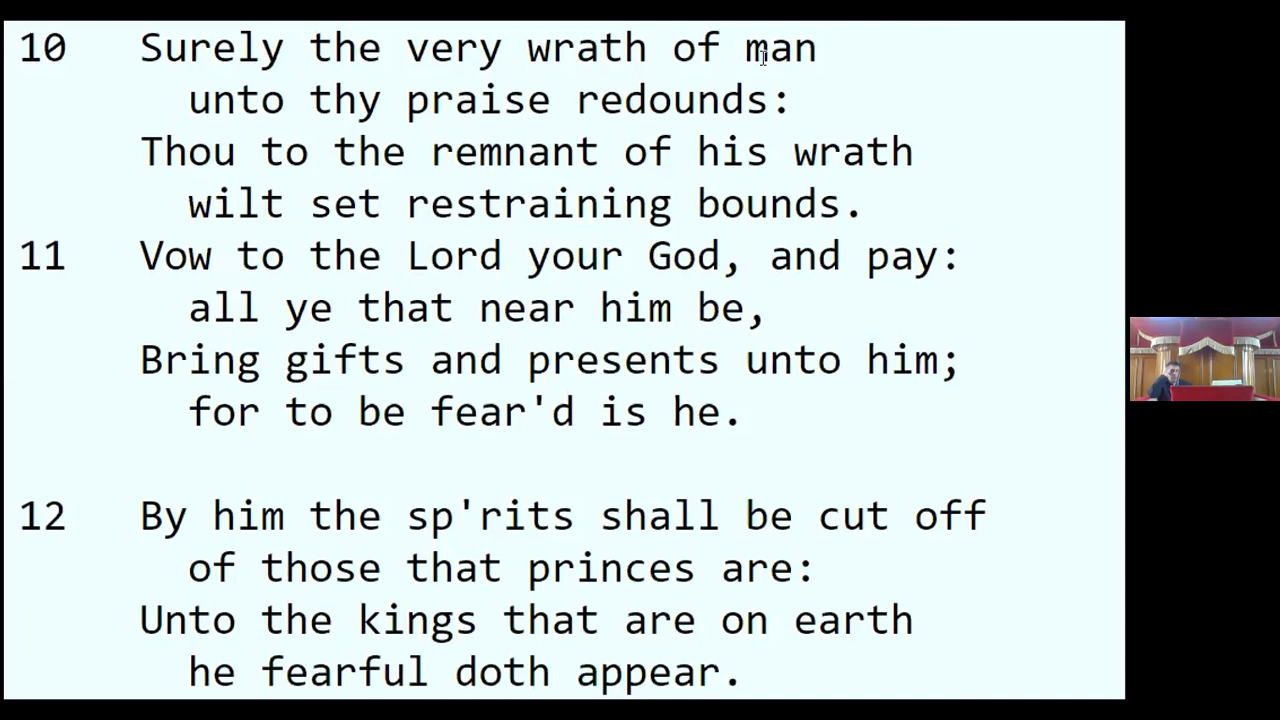 10 Surely the very wrath of man
unto thy praise redounds:
Thou to the remnant of his wrath
wilt set restraining bounds.
11 Vow to the Lord your God, and pay:
all ye that near him be,
Bring gifts and presents unto him;
for to be fear'd is he.
12 By him the sp'rits shall be cut off
of those that princes are:
Unto the kings that are on earth
he fearful doth appear.